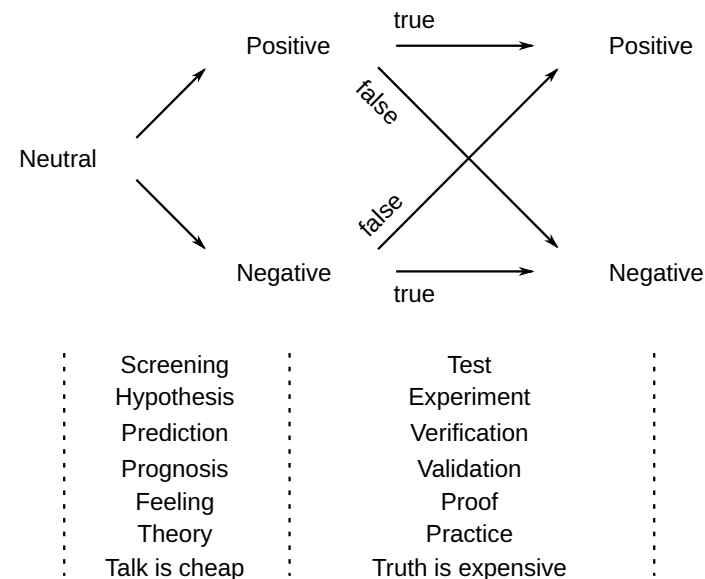 true
Positive
Positive
false
Neutral
false
Negative
Negative
true
Screening
Test
Hypothesis
Experiment
Prediction
Verification
Prognosis
Validation
Feeling
Proof
Theory
Practice
Talk is cheap
Truth is expensive